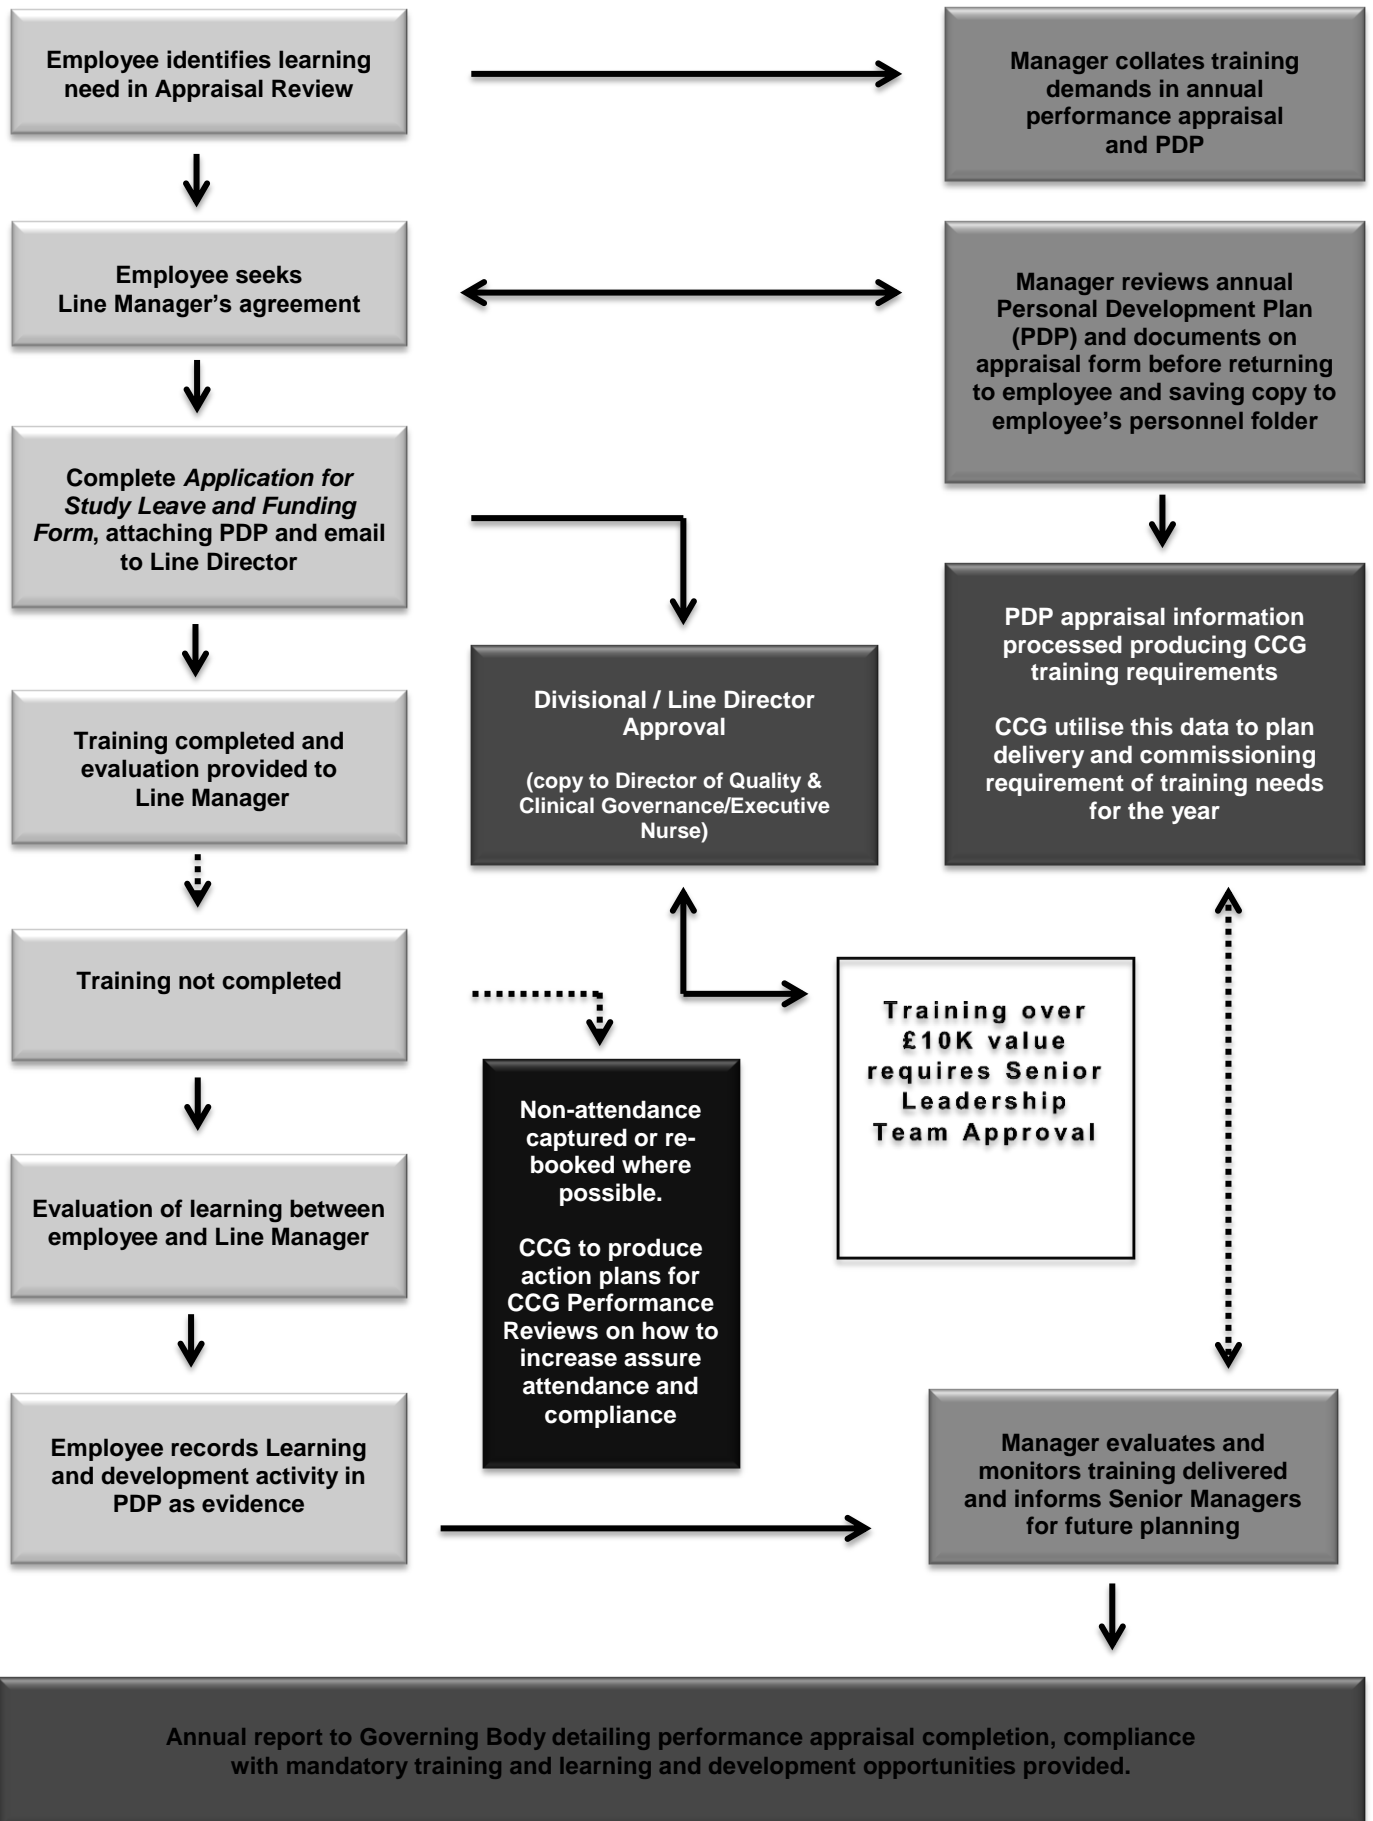 Employee identifies learning
need in Appraisal Review
Manager collates training
demands in annual
performance appraisal
and PDP
Employee seeks
Line Manager’s agreement
Manager reviews annual
Personal Development Plan
(PDP) and documents on
appraisal form before returning
to employee and saving copy to
employee’s personnel folder
Complete Application for
Study Leave and Funding
Form, attaching PDP and email
to Line Director
PDP appraisal information
processed producing CCG
training requirements
CCG utilise this data to plan
delivery and commissioning
requirement of training needs
for the year
Divisional / Line Director
Approval
(copy to Director of Quality &
Clinical Governance/Executive
Nurse)
Training completed and
evaluation provided to
Line Manager
Training not completed
Training over
£10K value
requires Senior
Leadership
Team Approval
Non-attendance
captured or re-
booked where
possible.
CCG to produce
action plans for
CCG Performance
Reviews on how to
increase assure
attendance and
compliance
Evaluation of learning between
employee and Line Manager
Employee records Learning
and development activity in
PDP as evidence
Manager evaluates and
monitors training delivered
and informs Senior Managers
for future planning
Annual report to Governing Body detailing performance appraisal completion, compliance
with mandatory training and learning and development opportunities provided.